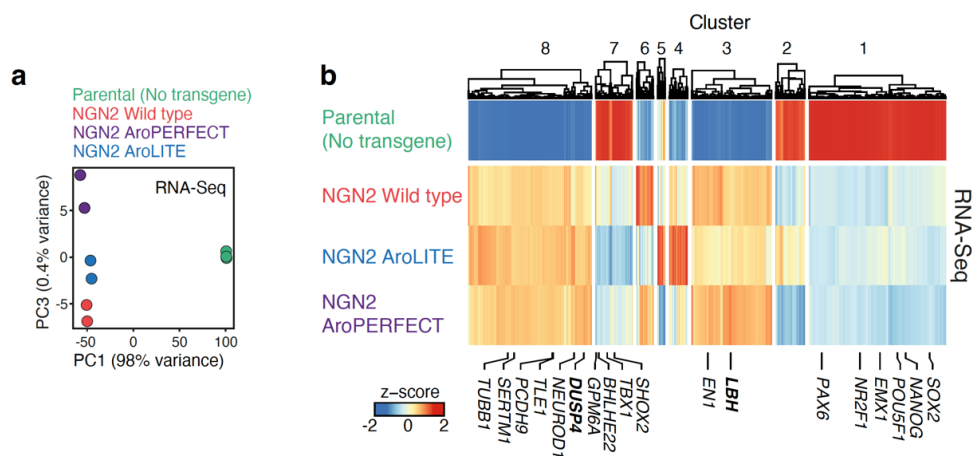 a
Parental (No transgene)
NGN2 Wild type
NGN2 AroPERFECT
NGN2 AroLITE
RNA-Seq
PC3 (0.4% variance)
5
0
-5
-50
0
50
100
PC1 (98% variance)
b
Cluster
8 7 6 5 4 3 2 1
Parental
(No transgene)
NGN2 Wild type
NGN2 AroLITE
NGN2
AroPERFECT
RNA-Seq
z-score
-2 0 2
TUBB1
SERTM1
PCDH9
TLE1
NEUROD1
DUSP4
GPM6A
BHLHE22
TBX1
SHOX2
EN1
LBH
PAX6
NR2F1
EMX1
POU5F1
NANOG
SOX2